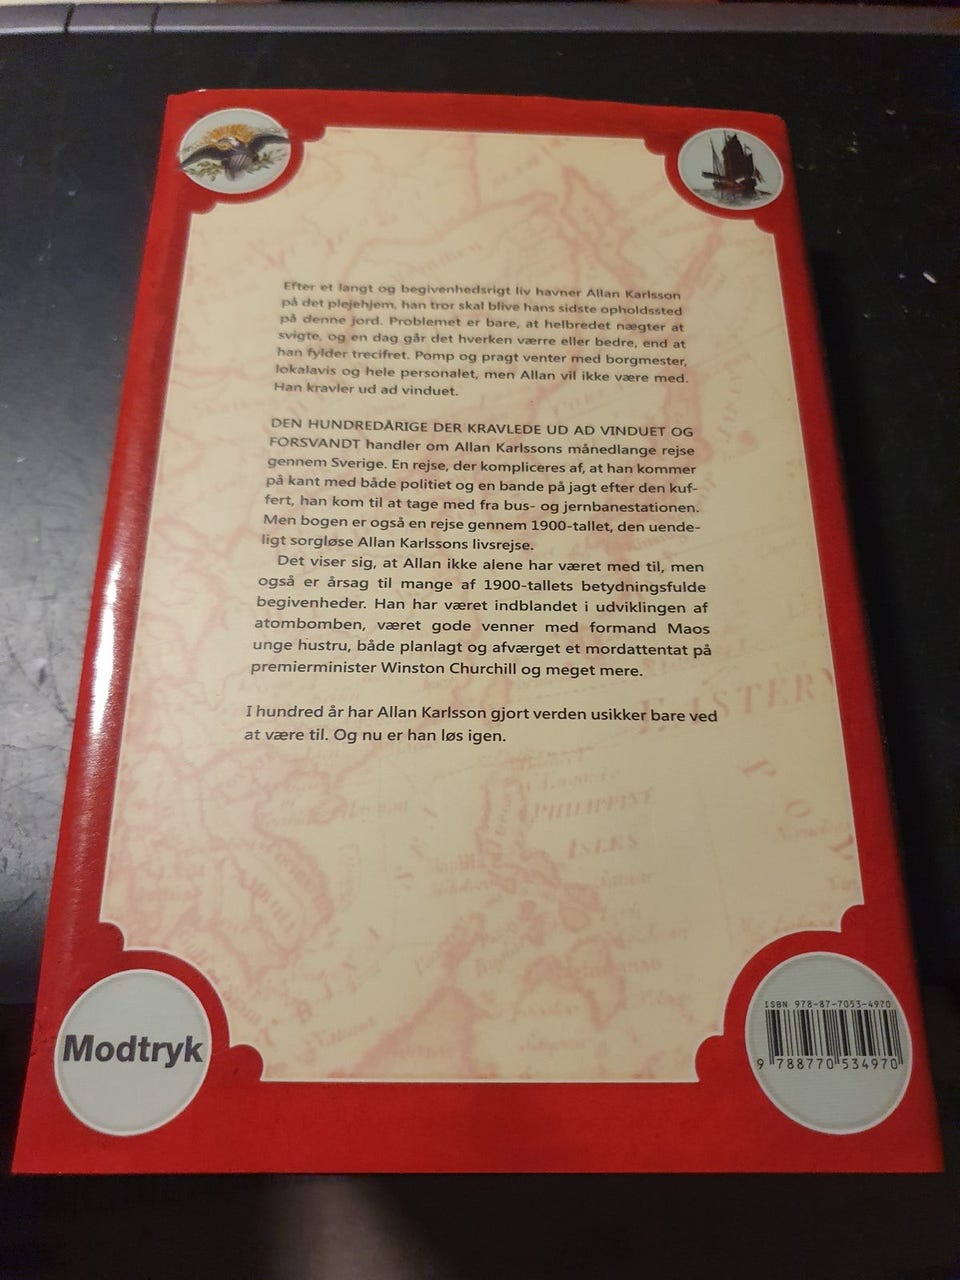 Efter et langt og begivenhedsrigt liv havner Allan Karlsson
på det plejehjem, han tror skal blive hans sidste opholdssted
på denne jord. Problemet er bare, at helbredet nægter at
svigte, og en dag går det hverken værre eller bedre, end at
han fylder trecifret. Pomp og pragt venter med borgmester,
lokalavis og hele personalet, men Allan vil ikke være med.
Han kravler ud ad vinduet.
DEN HUNDREDÅRIGE DER KRAVLEDE UD AD VINDUET OG
FORSVANDT handler om Allan Karlssons månedlange rejse
gennem Sverige. En rejse, der kompliceres af, at han kommer
på kant med både politiet og en bande på jagt efter den kuf-
fert, han kom til at tage med fra bus- og jernbanestationen.
Men bogen er også en rejse gennem 1900-tallet, den uende-
ligt sorgløse Allan Karlssons livsrejse.
Det viser sig, at Allan ikke alene har været med til, men
også er årsag til mange af 1900-tallets betydningsfulde
begivenheder. Han har været indblandet i udviklingen af
atombomben, været gode venner med formand Maos
unge hustru, både planlagt og afværget et mordattentat på
premierminister Winston Churchill og meget mere.
I hundred år har Allan Karlsson gjort verden usikker bare ved
at være til. Og nu er han løs igen.
EASTERN
PHILIPPINE
ISLES
Modtryk
ISBN 978-87-7053-4970
9 788770 534970